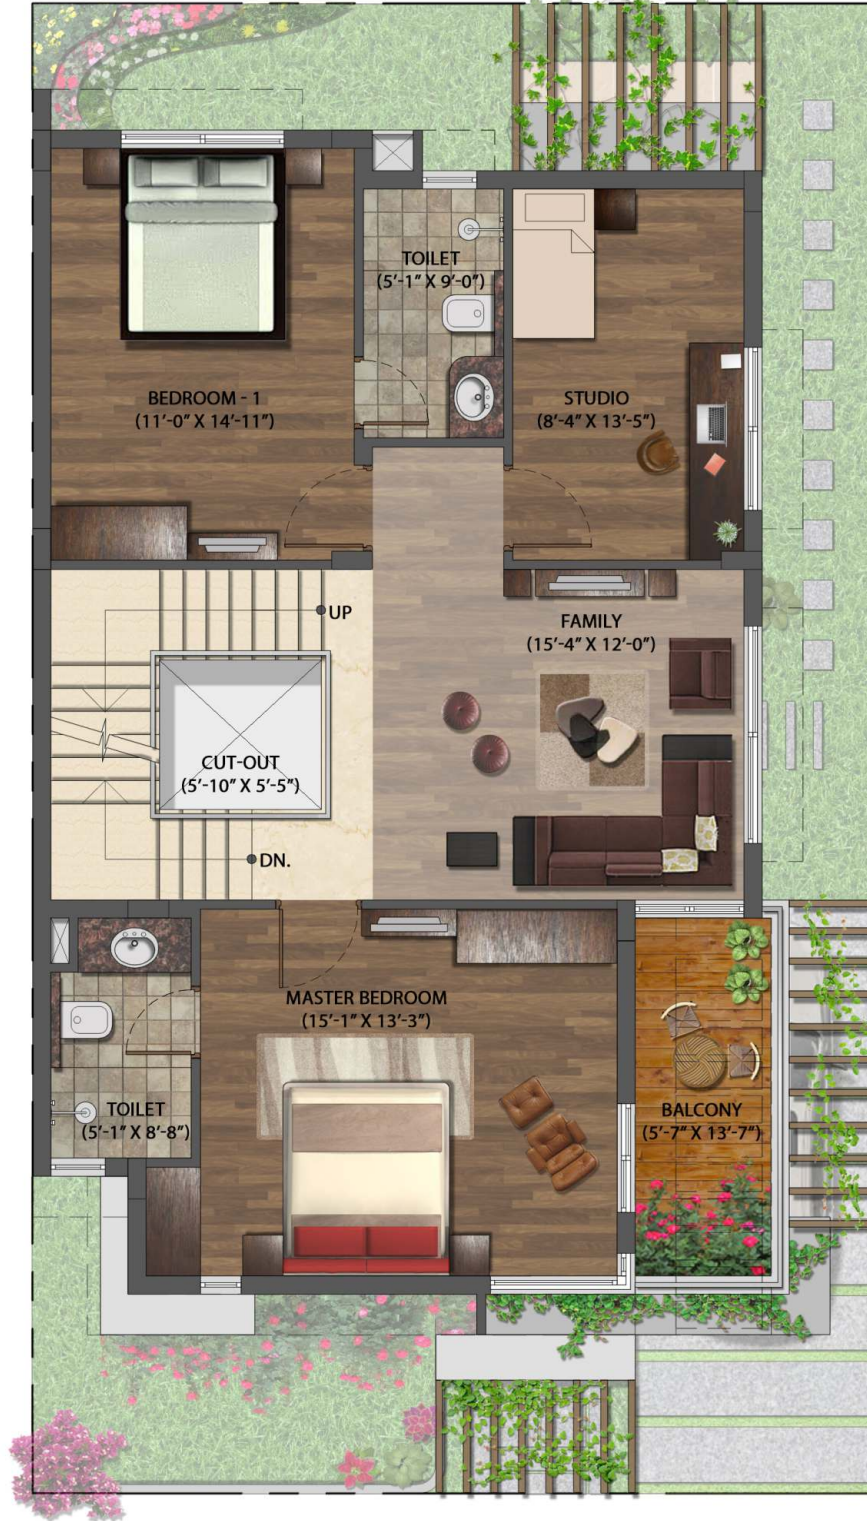 TOILET
(5'-1" X 9'-0")
BEDROOM - 1
(11'-0" X 14'-11")
STUDIO
(8'-4" X 13'-5")
UP
FAMILY
(15'-4" X 12'-0")
CUT-OUT
(5'-10" X 5'-5")
DN.
MASTER BEDROOM
(15'-1" X 13'-3")
TOILET
(5'-1" X 8'-8")
BALCONY
(5'-7" X 13'-7")